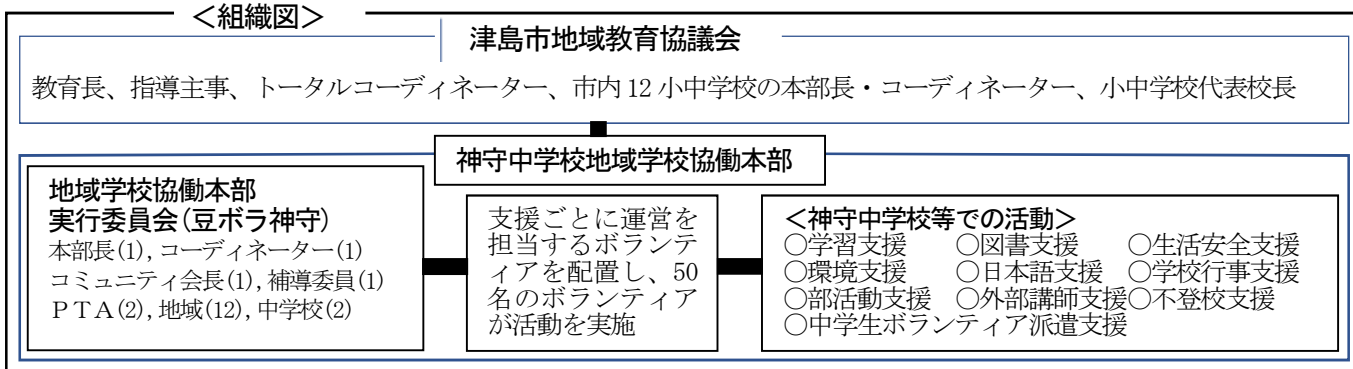 ＜組織図＞
津島市地域教育協議会
教育長、指導主事、トータルコーディネーター、市内12小中学校の本部長・コーディネーター、小中学校代表校長
神守中学校地域学校協働本部
地域学校協働本部
実行委員会(豆ボラ神守)
本部長(1), コーディネーター(1)
コミュニティ会長(1), 補導委員(1)
ＰＴＡ(2), 地域(12), 中学校(2)
支援ごとに運営を
担当するボランテ
ィアを配置し、50
名のボランティア
が活動を実施
＜神守中学校等での活動＞
○学習支援　○図書支援　○生活安全支援
○環境支援　○日本語支援　○学校行事支援
○部活動支援　○外部講師支援○不登校支援
○中学生ボランティア派遣支援